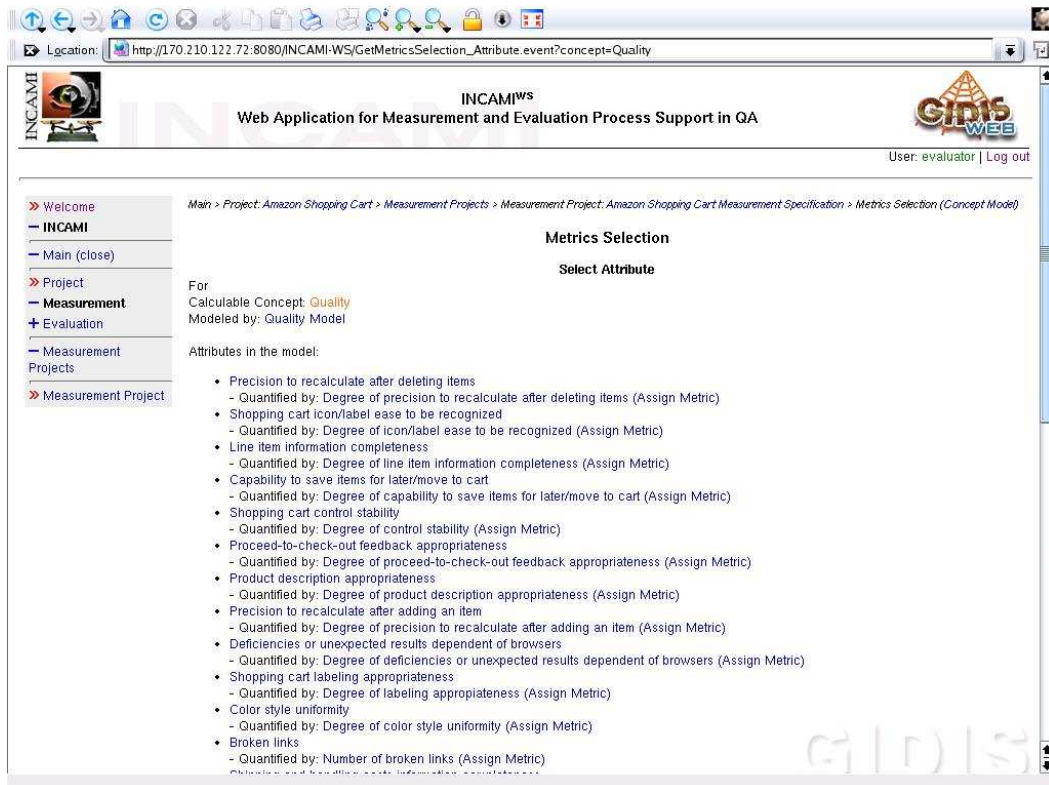 Location: http://170.210.122.72:8080/INCAMI-WS/GetMetricsSelection_Attribute.event?concept=Quality
INCAMI
INCAMI
INCAMIWS
Web Application for Measurement and Evaluation Process Support in QA
GIDIS
WEB
User: evaluator | Log out
» Welcome
– INCAMI
– Main (close)
» Project
– Measurement
+ Evaluation
– Measurement
Projects
» Measurement Project
Main > Project: Amazon Shopping Cart > Measurement Projects > Measurement Project: Amazon Shopping Cart Measurement Specification > Metrics Selection (Concept Model)
Metrics Selection
Select Attribute
For
Calculable Concept: Quality
Modeled by: Quality Model
Attributes in the model:
• Precision to recalculate after deleting items
- Quantified by: Degree of precision to recalculate after deleting items (Assign Metric)
• Shopping cart icon/label ease to be recognized
- Quantified by: Degree of icon/label ease to be recognized (Assign Metric)
• Line item information completeness
- Quantified by: Degree of line item information completeness (Assign Metric)
• Capability to save items for later/move to cart
- Quantified by: Degree of capability to save items for later/move to cart (Assign Metric)
• Shopping cart control stability
- Quantified by: Degree of control stability (Assign Metric)
• Proceed-to-check-out feedback appropriateness
- Quantified by: Degree of proceed-to-check-out feedback appropriateness (Assign Metric)
• Product description appropriateness
- Quantified by: Degree of product description appropriateness (Assign Metric)
• Precision to recalculate after adding an item
- Quantified by: Degree of precision to recalculate after adding an item (Assign Metric)
• Deficiencies or unexpected results dependent of browsers
- Quantified by: Degree of deficiencies or unexpected results dependent of browsers (Assign Metric)
• Shopping cart labeling appropriateness
- Quantified by: Degree of labeling appropiateness (Assign Metric)
• Color style uniformity
- Quantified by: Degree of color style uniformity (Assign Metric)
• Broken links
- Quantified by: Number of broken links (Assign Metric)
GIDIS